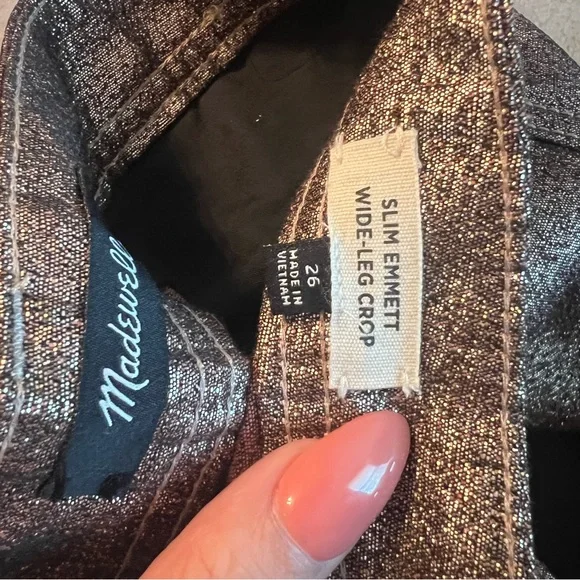 Madewell
26
MADE IN
VIETNAM
SLIM EMMETT
WIDE-LEG CROP